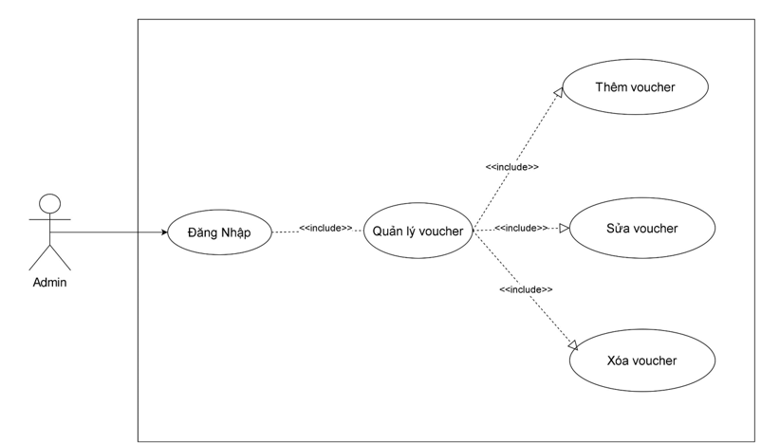 Admin
Đăng Nhập
<<include>>
Quản lý voucher
<<include>>
Thêm voucher
<<include>>
Sửa voucher
<<include>>
Xóa voucher